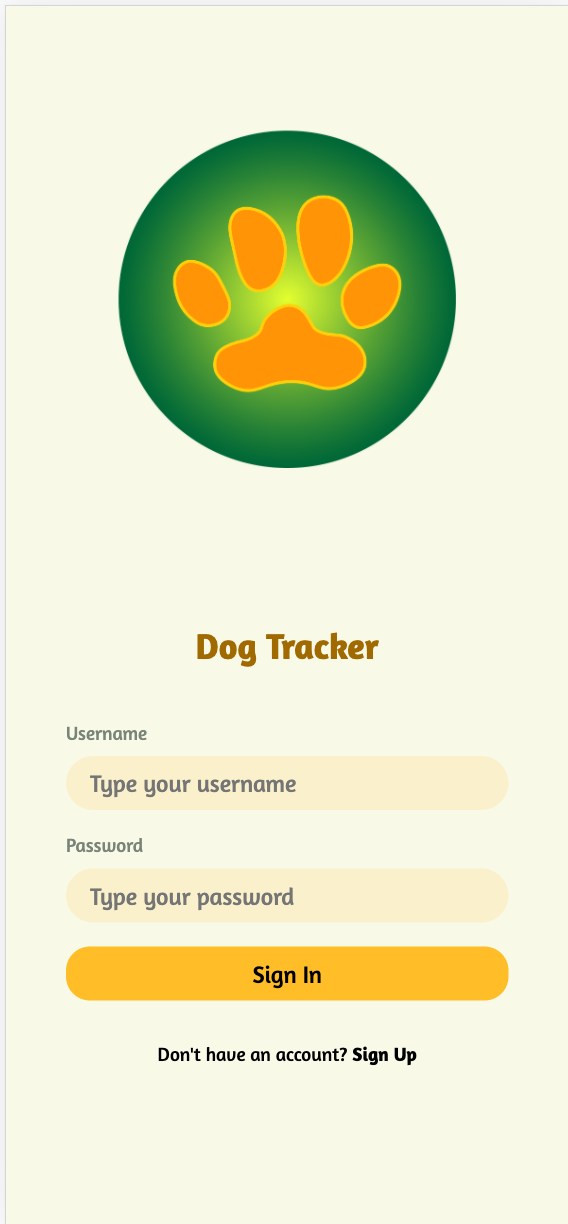 Dog Tracker
Username
Type your username
Password
Type your password
Sign In
Don't have an account? Sign Up